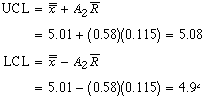 UCL = x̿ + A₂R̅
= 5.01 + (0.58)(0.115) = 5.08
LCL = x̿ − A₂R̅
= 5.01 − (0.58)(0.115) = 4.9